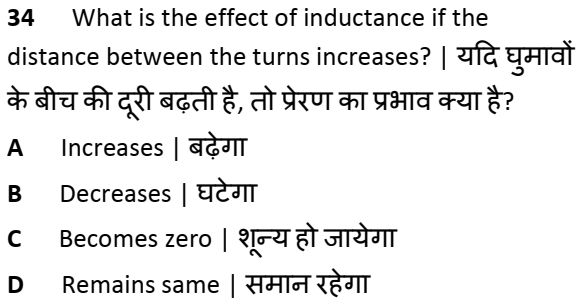 34 What is the effect of inductance if the
distance between the turns increases? | यदि घुमावों
के बीच की दूरी बढ़ती है, तो प्रेरण का प्रभाव क्या है?
A Increases | बढ़ेगा
B Decreases | घटेगा
C Becomes zero | शून्य हो जायेगा
D Remains same | समान रहेगा